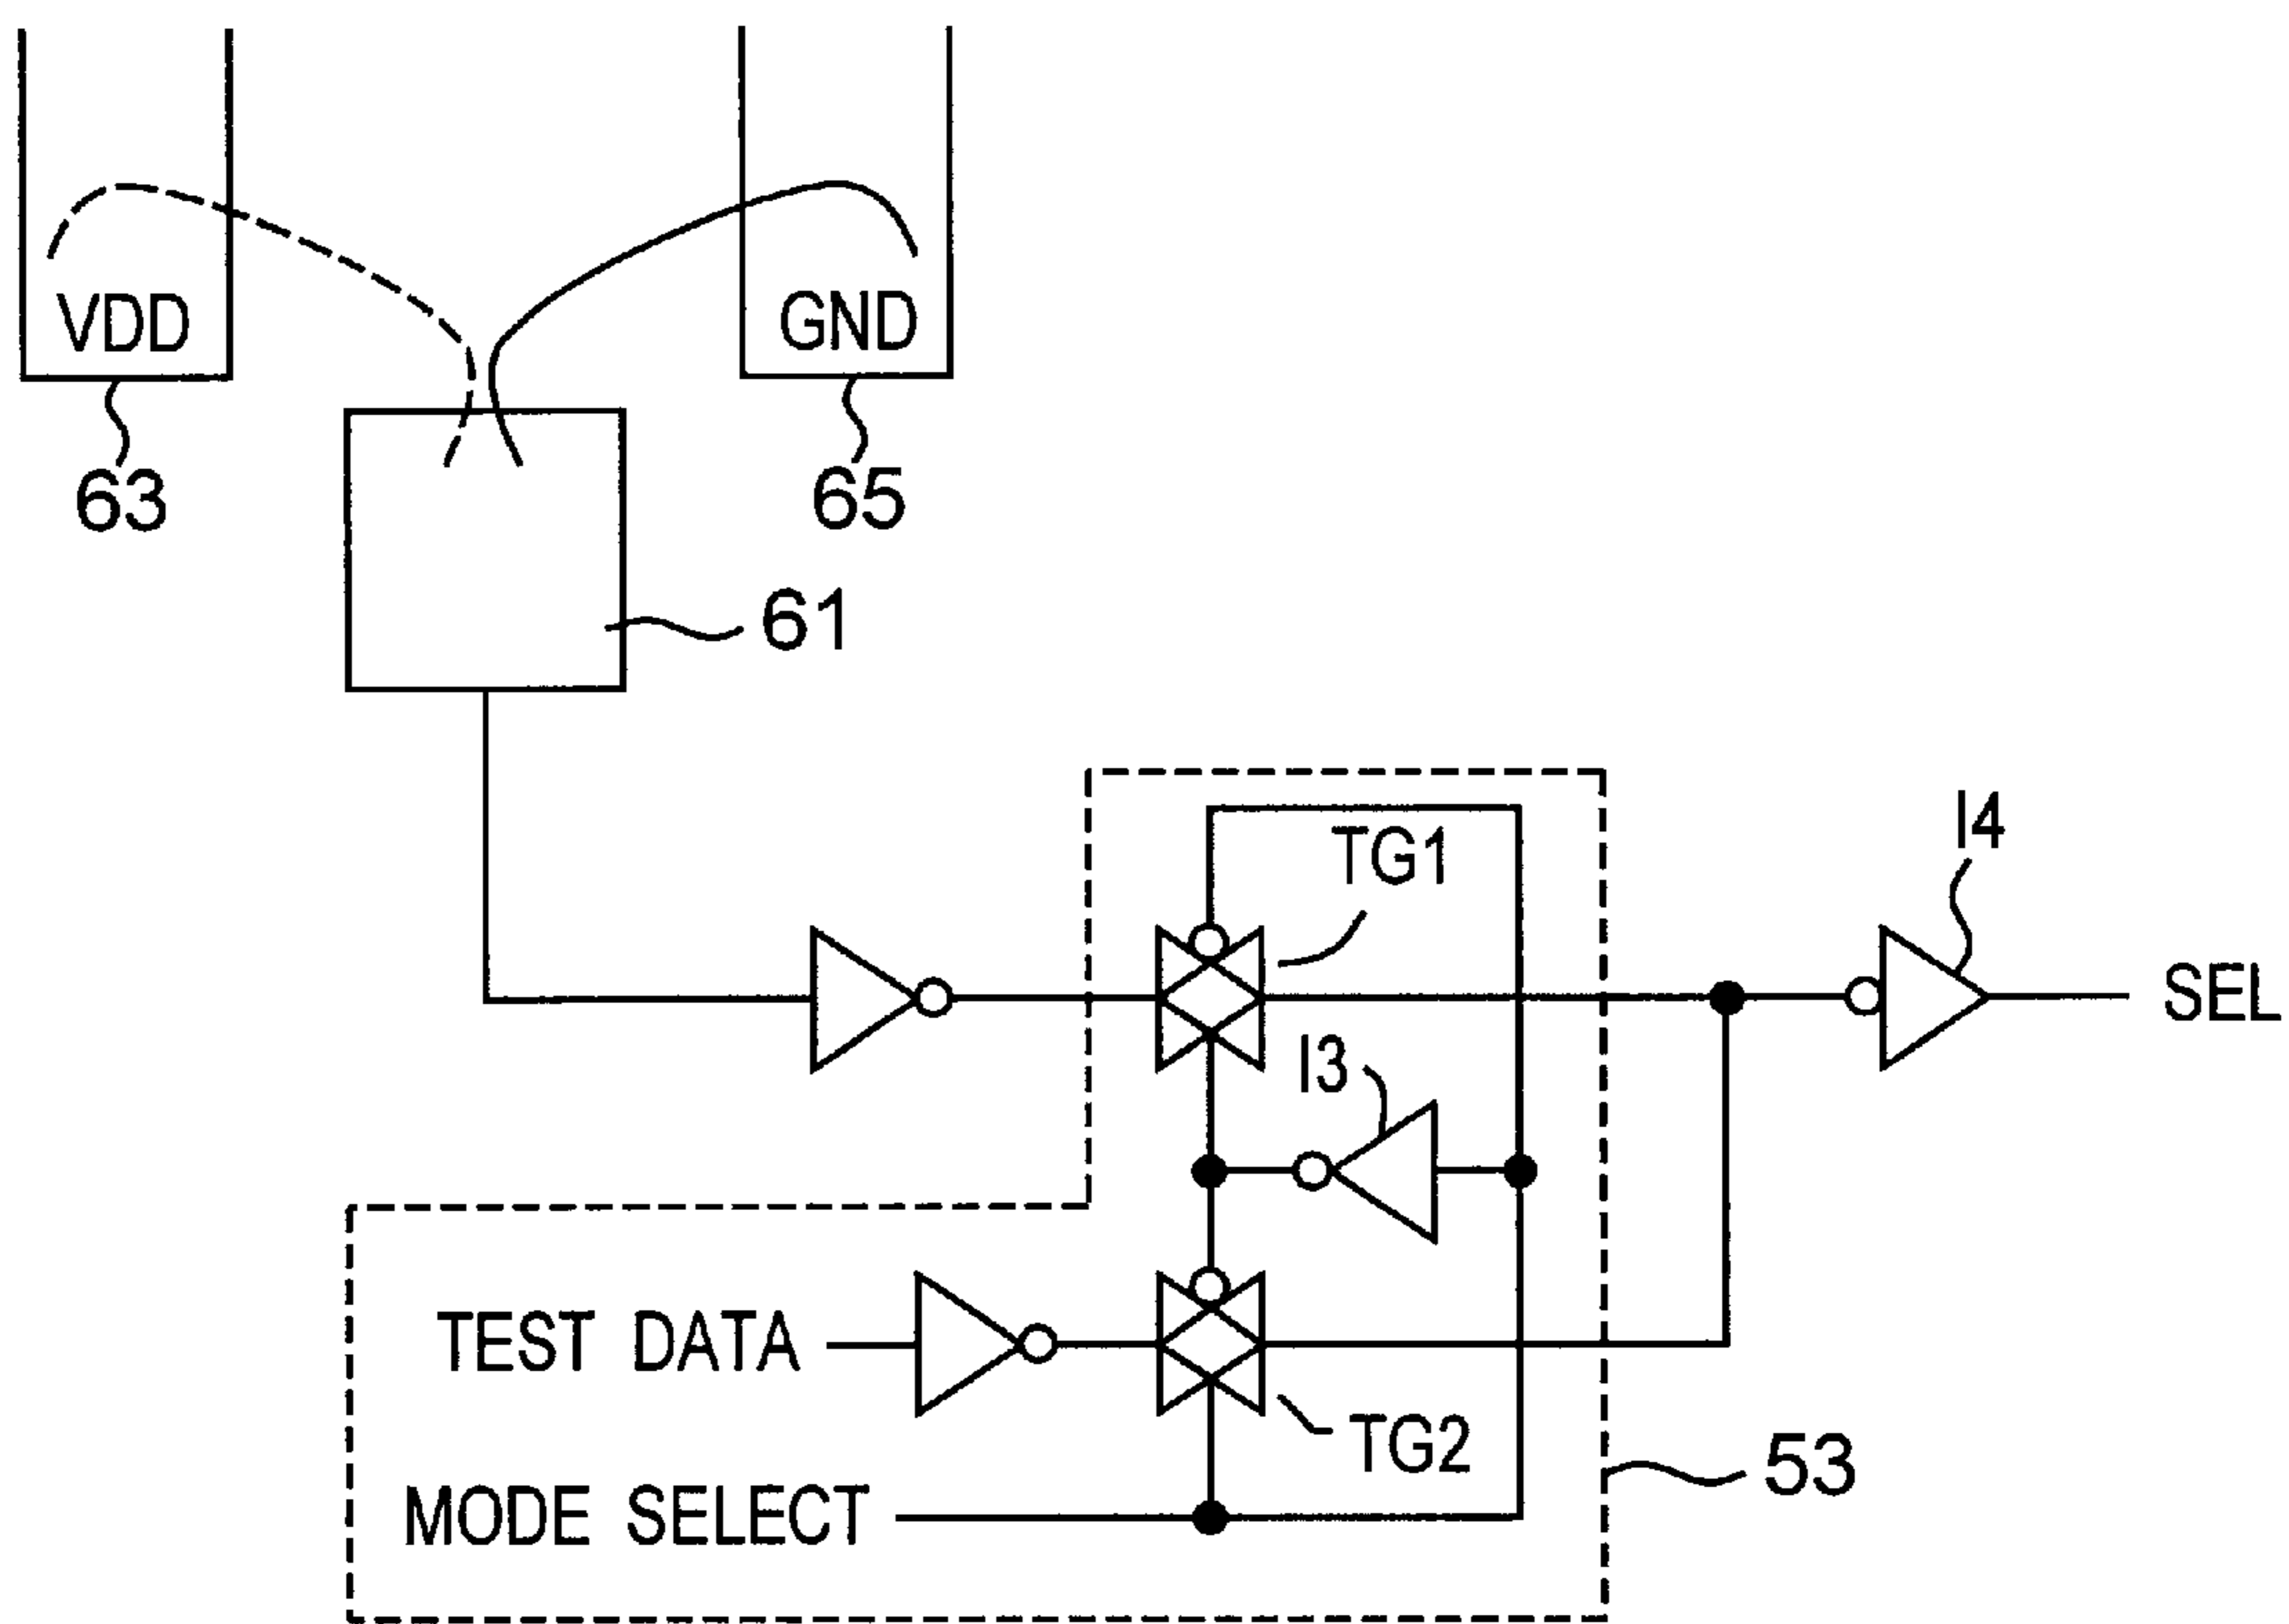 VDD
GND
63
65
61
TG1
I4
SEL
I3
TEST DATA
TG2
MODE SELECT
53